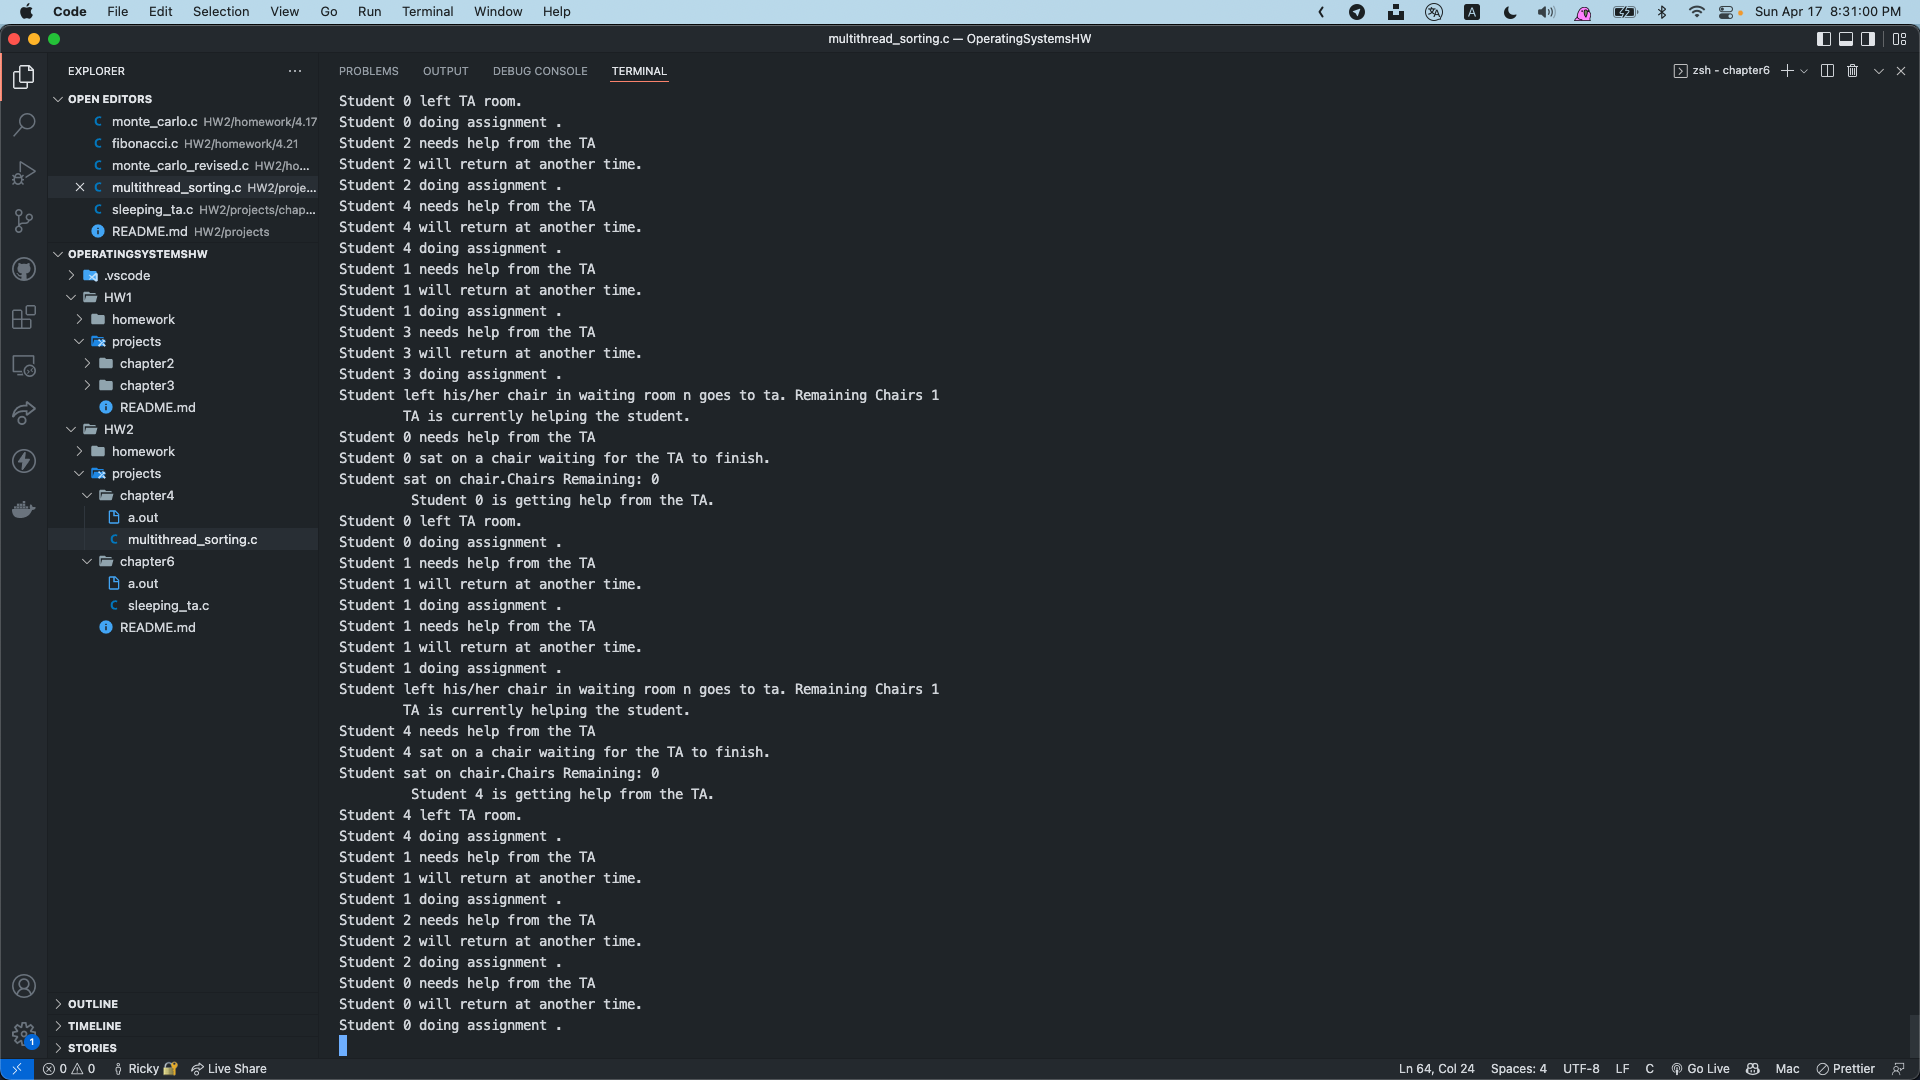 Code File Edit Selection View Go Run Terminal Window Help
A
Sun Apr 17 8:31:00 PM
multithread_sorting.c — OperatingSystemsHW
EXPLORER
OPEN EDITORS
monte_carlo.c HW2/homework/4.17
fibonacci.c HW2/homework/4.21
monte_carlo_revised.c HW2/ho...
multithread_sorting.c HW2/proje...
sleeping_ta.c HW2/projects/chap...
README.md HW2/projects
OPERATINGSYSTEMSHW
.vscode
HW1
homework
projects
chapter2
chapter3
README.md
HW2
homework
projects
chapter4
a.out
multithread_sorting.c
chapter6
a.out
sleeping_ta.c
README.md
OUTLINE
TIMELINE
STORIES
PROBLEMS OUTPUT DEBUG CONSOLE TERMINAL
zsh - chapter6
Student 0 left TA room.
Student 0 doing assignment .
Student 2 needs help from the TA
Student 2 will return at another time.
Student 2 doing assignment .
Student 4 needs help from the TA
Student 4 will return at another time.
Student 4 doing assignment .
Student 1 needs help from the TA
Student 1 will return at another time.
Student 1 doing assignment .
Student 3 needs help from the TA
Student 3 will return at another time.
Student 3 doing assignment .
Student left his/her chair in waiting room n goes to ta. Remaining Chairs 1
TA is currently helping the student.
Student 0 needs help from the TA
Student 0 sat on a chair waiting for the TA to finish.
Student sat on chair.Chairs Remaining: 0
Student 0 is getting help from the TA.
Student 0 left TA room.
Student 0 doing assignment .
Student 1 needs help from the TA
Student 1 will return at another time.
Student 1 doing assignment .
Student 1 needs help from the TA
Student 1 will return at another time.
Student 1 doing assignment .
Student left his/her chair in waiting room n goes to ta. Remaining Chairs 1
TA is currently helping the student.
Student 4 needs help from the TA
Student 4 sat on a chair waiting for the TA to finish.
Student sat on chair.Chairs Remaining: 0
Student 4 is getting help from the TA.
Student 4 left TA room.
Student 4 doing assignment .
Student 1 needs help from the TA
Student 1 will return at another time.
Student 1 doing assignment .
Student 2 needs help from the TA
Student 2 will return at another time.
Student 2 doing assignment .
Student 0 needs help from the TA
Student 0 will return at another time.
Student 0 doing assignment .
1
0 0 Ricky Live Share
Ln 64, Col 24 Spaces: 4 UTF-8 LF C Go Live Mac Prettier